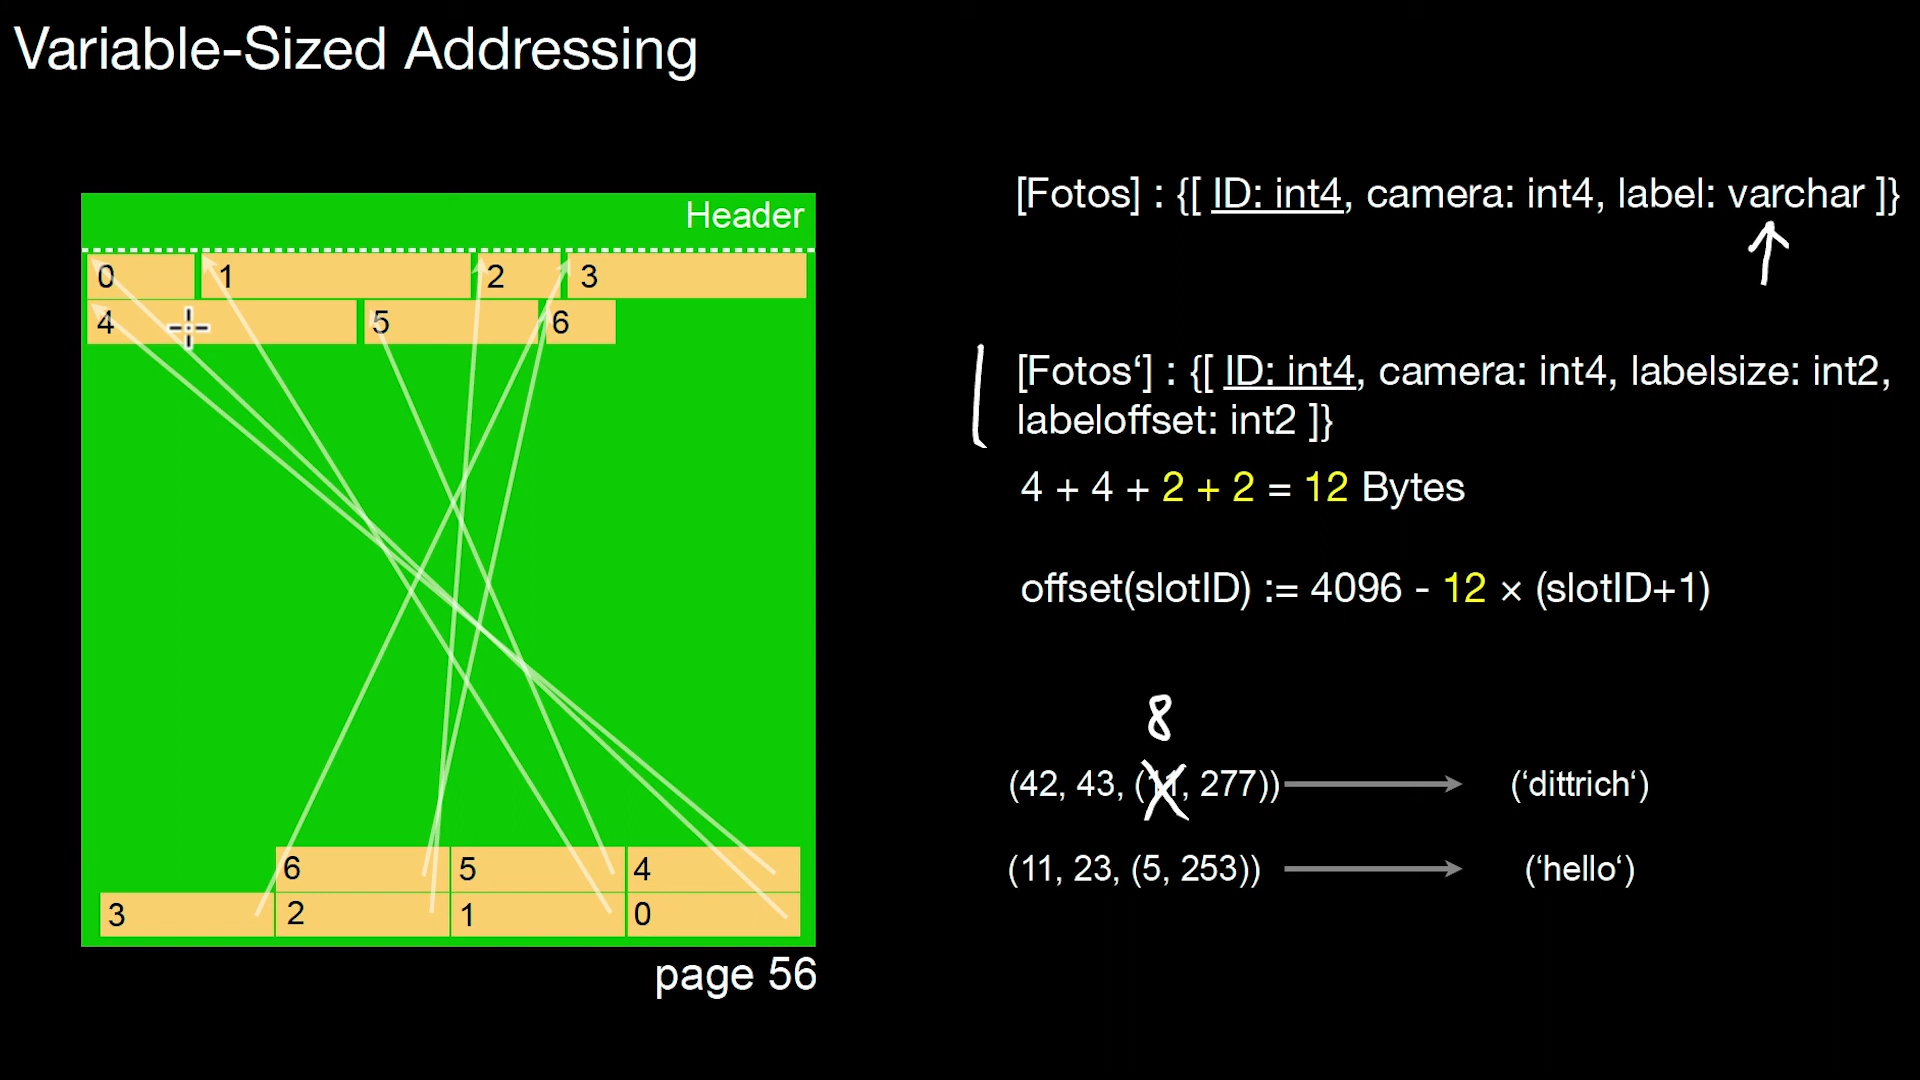 Variable-Sized Addressing
Header
0 1 2 3
4 5 6
6 5 4
3 2 1 0
page 56
[Fotos] : {[ ID: int4, camera: int4, label: varchar ]}
[Fotos‘] : {[ ID: int4, camera: int4, labelsize: int2,
labeloffset: int2 ]}
4 + 4 + 2 + 2 = 12 Bytes
offset(slotID) := 4096 - 12 × (slotID+1)
8
(42, 43, (11, 277)) (‘dittrich‘)
(11, 23, (5, 253)) (‘hello‘)